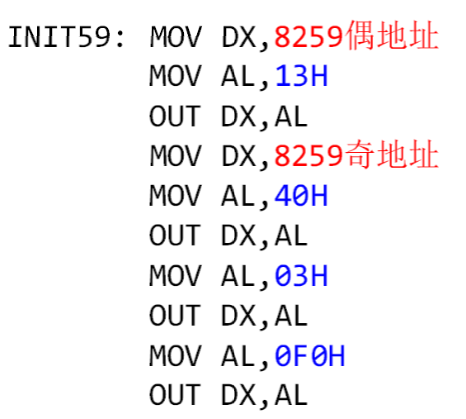 INIT59: MOV DX,8259偶地址
MOV AL,13H
OUT DX,AL
MOV DX,8259奇地址
MOV AL,40H
OUT DX,AL
MOV AL,03H
OUT DX,AL
MOV AL,0F0H
OUT DX,AL